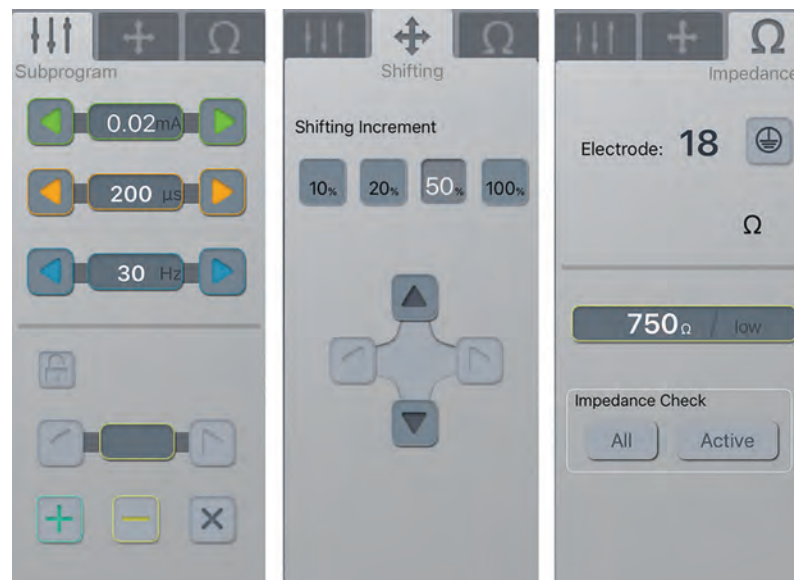 Subprogram
0.02mA
200 µs
30 Hz
Shifting
Shifting Increment
10%
20%
50%
100%
Impedance
Electrode: 18
Ω
750Ω / low
Impedance Check
All
Active